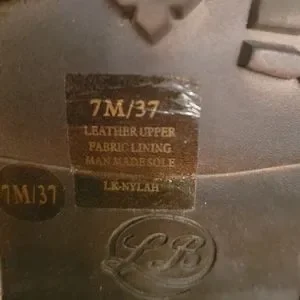 7M/37
LEATHER UPPER
FABRIC LINING
MAN MADE SOLE
LK-NYLAH
7M/37
LB